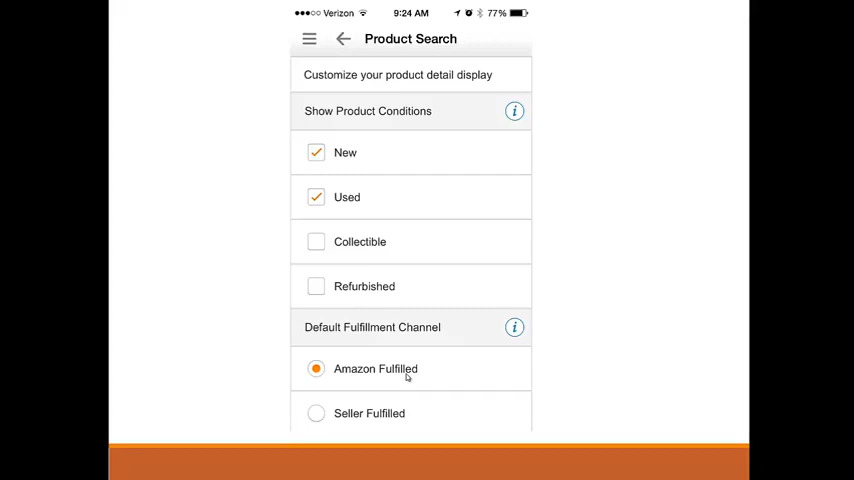 Verizon 9:24 AM 77%
Product Search
Customize your product detail display
Show Product Conditions i
New
Used
Collectible
Refurbished
Default Fulfillment Channel i
Amazon Fulfilled
Seller Fulfilled